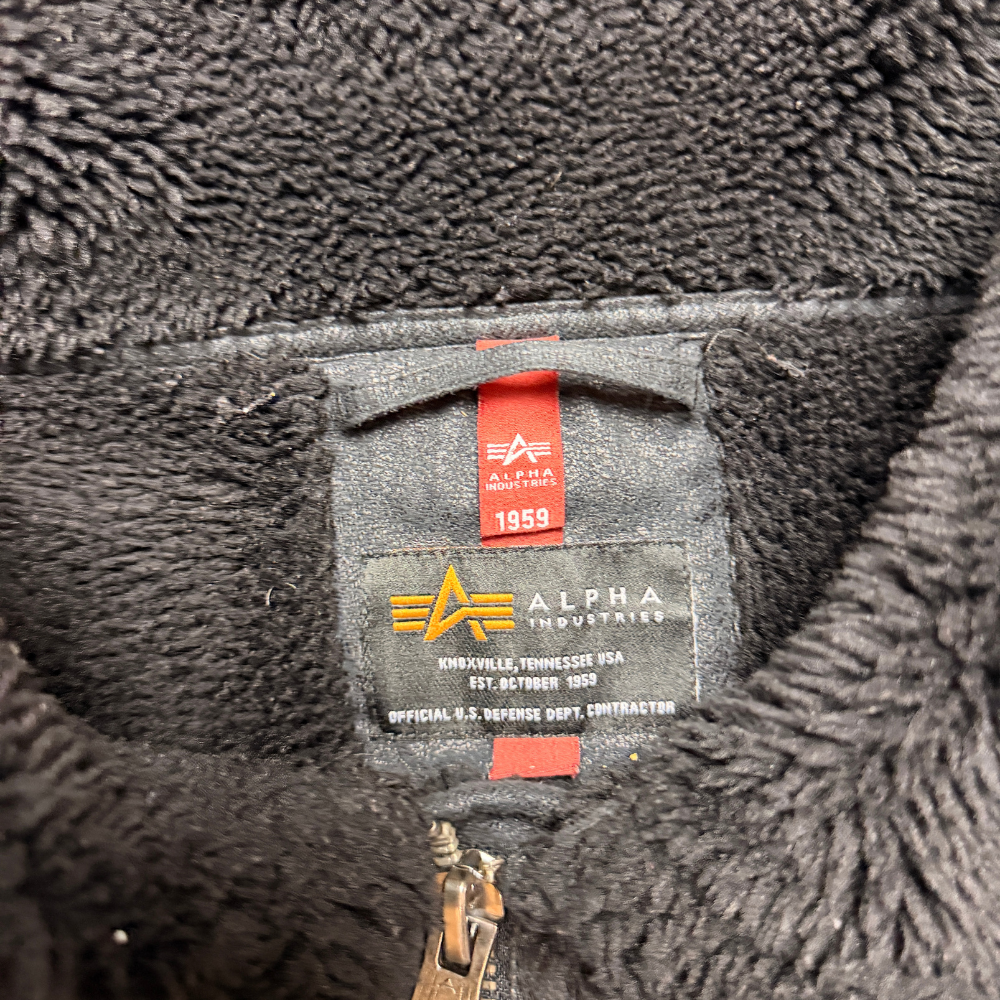 ALPHA
INDUSTRIES
1959
ALPHA
INDUSTRIES
KNOXVILLE, TENNESSEE USA
EST. OCTOBER 1959
OFFICIAL U.S. DEFENSE DEPT. CONTRACTOR